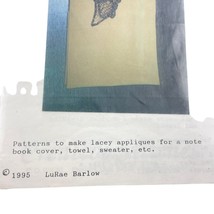 Patterns to make lacey appliques for a note
book cover, towel, sweater, etc.
© 1995 LuRae Barlow